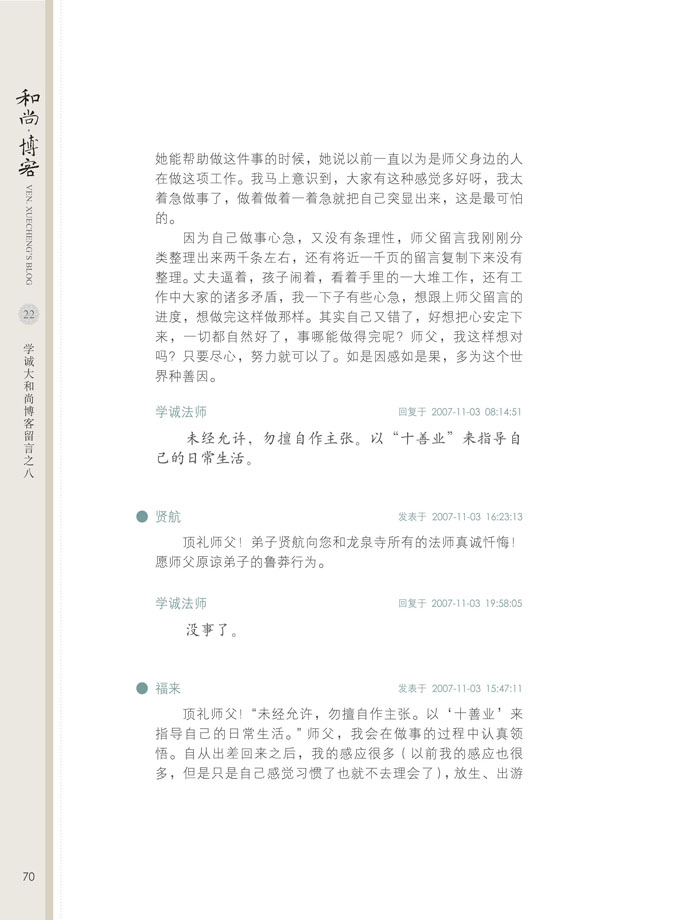 和尚·博客
VEN. XUECHENG'S BLOG
22
学诚大和尚博客留言之八
她能帮助做这件事的时候，她说以前一直以为是师父身边的人
在做这项工作。我马上意识到，大家有这种感觉多好呀，我太
着急做事了，做着做着一着急就把自己突显出来，这是最可怕
的。
因为自己做事心急，又没有条理性，师父留言我刚刚分
类整理出来两千条左右，还有将近一千页的留言复制下来没有
整理。丈夫逼着，孩子闹着，看着手里的一大堆工作，还有工
作中大家的诸多矛盾，我一下子有些心急，想跟上师父留言的
进度，想做完这样做那样。其实自己又错了，好想把心安定下
来，一切都自然好了，事哪能做得完呢？师父，我这样想对
吗？只要尽心，努力就可以了。如是因感如是果，多为这个世
界种善因。
学诚法师 回复于 2007-11-03 08:14:51
未经允许，勿擅自作主张。以“十善业”来指导自
己的日常生活。
贤航 发表于 2007-11-03 16:23:13
顶礼师父！弟子贤航向您和龙泉寺所有的法师真诚忏悔！
愿师父原谅弟子的鲁莽行为。
学诚法师 回复于 2007-11-03 19:58:05
没事了。
福来 发表于 2007-11-03 15:47:11
顶礼师父！“未经允许，勿擅自作主张。以‘十善业’来
指导自己的日常生活。”师父，我会在做事的过程中认真领
悟。自从出差回来之后，我的感应很多（以前我的感应也很
多，但是只是自己感觉习惯了也就不去理会了），放生、出游
70